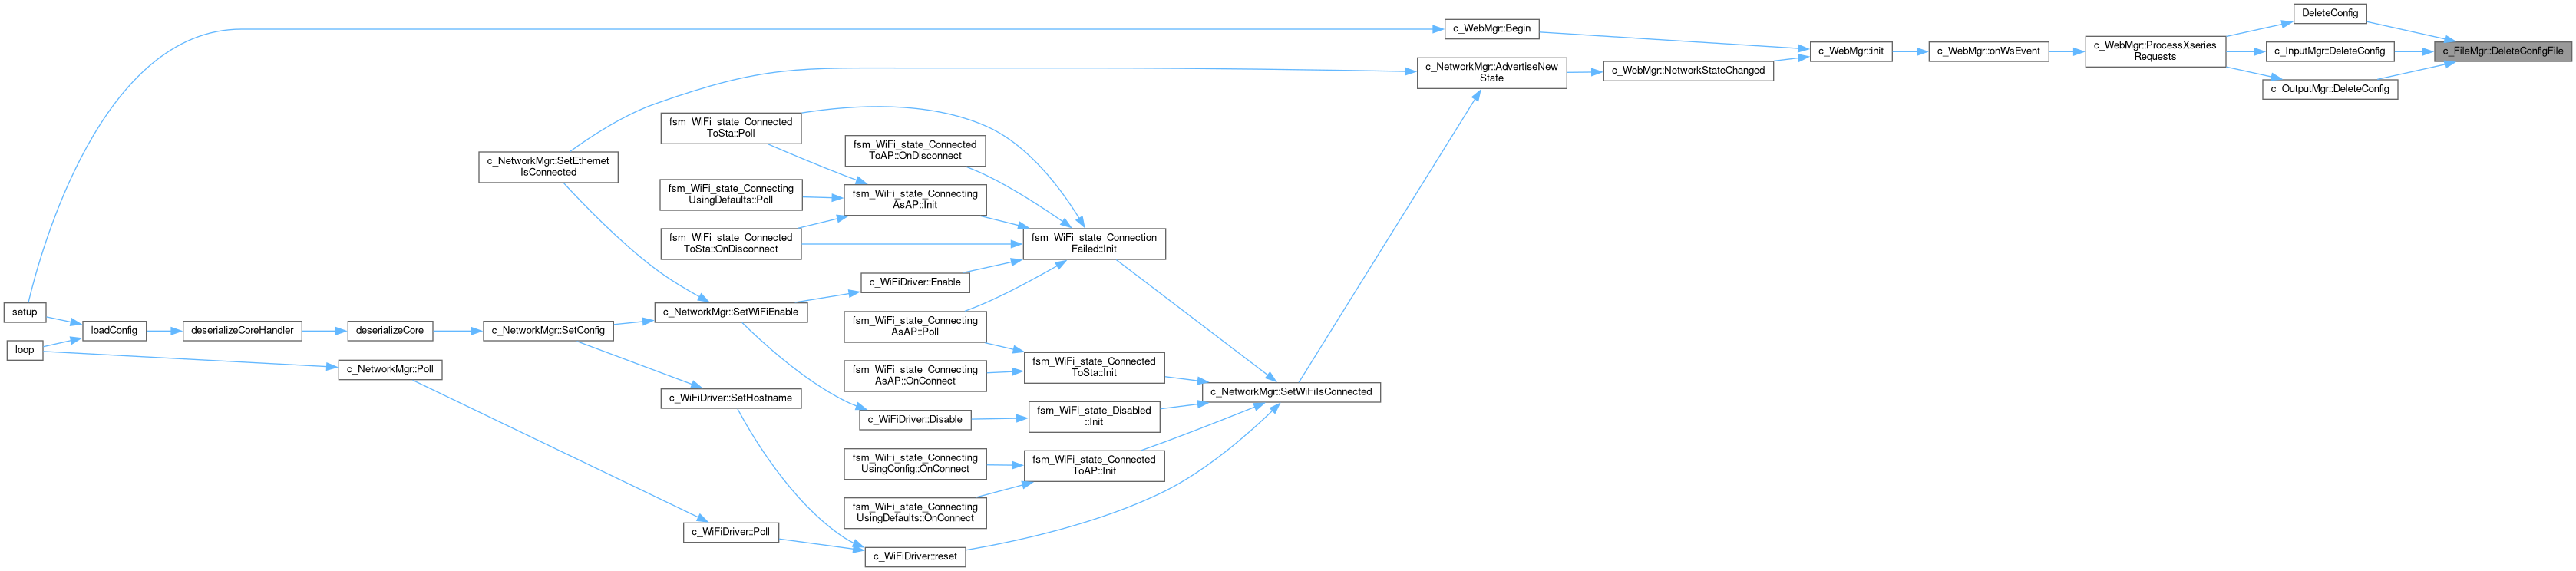 setup
loop
loadConfig
deserializeCoreHandler
c_NetworkMgr::Poll
deserializeCore
c_NetworkMgr::SetEthernet
IsConnected
c_NetworkMgr::SetConfig
fsm_WiFi_state_Connected
ToSta::Poll
fsm_WiFi_state_Connecting
UsingDefaults::Poll
fsm_WiFi_state_Connected
ToSta::OnDisconnect
c_NetworkMgr::SetWiFiEnable
c_WiFiDriver::SetHostname
c_WiFiDriver::Poll
fsm_WiFi_state_Connected
ToAP::OnDisconnect
fsm_WiFi_state_Connecting
AsAP::Init
c_WiFiDriver::Enable
fsm_WiFi_state_Connecting
AsAP::Poll
fsm_WiFi_state_Connecting
AsAP::OnConnect
c_WiFiDriver::Disable
fsm_WiFi_state_Connecting
UsingConfig::OnConnect
fsm_WiFi_state_Connecting
UsingDefaults::OnConnect
c_WiFiDriver::reset
fsm_WiFi_state_Connection
Failed::Init
fsm_WiFi_state_Connected
ToSta::Init
fsm_WiFi_state_Disabled
::Init
fsm_WiFi_state_Connected
ToAP::Init
c_NetworkMgr::SetWiFiIsConnected
c_WebMgr::Begin
c_NetworkMgr::AdvertiseNew
State
c_WebMgr::NetworkStateChanged
c_WebMgr::init
c_WebMgr::onWsEvent
c_WebMgr::ProcessXseries
Requests
DeleteConfig
c_InputMgr::DeleteConfig
c_OutputMgr::DeleteConfig
c_FileMgr::DeleteConfigFile